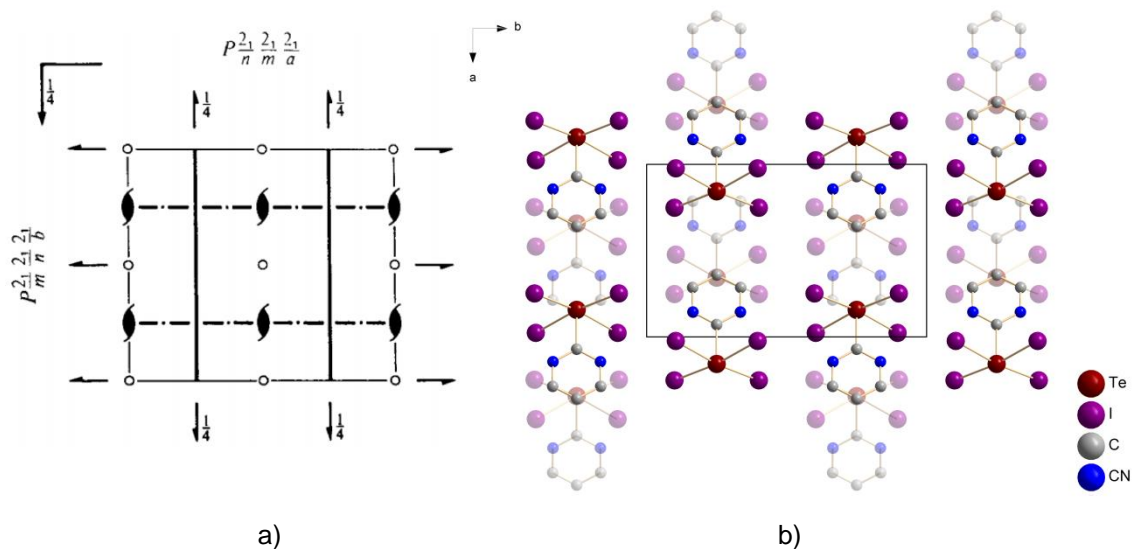 P 2₁/n 2₁/m 2₁/a
1/4
1/4
1/4
P 2₁/m 2₁/n 2₁/b
1/4
1/4
a)
b
a
Te
I
C
CN
b)